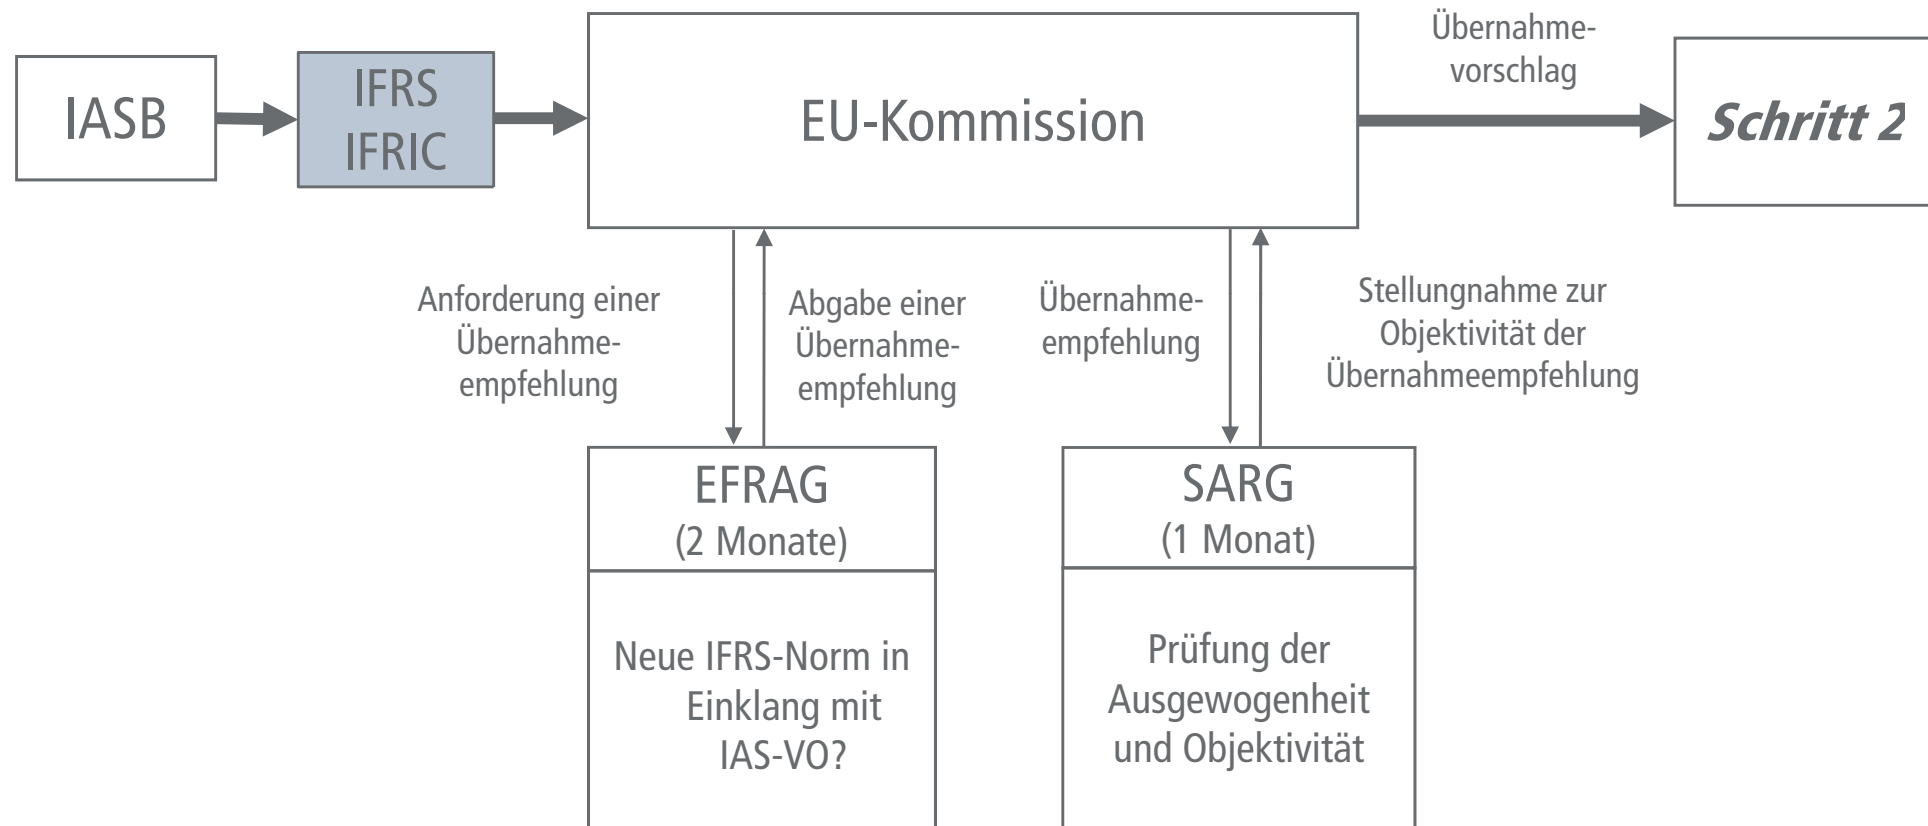 IASB
IFRS
IFRIC
EU-Kommission
Übernahme-
vorschlag
Schritt 2
Anforderung einer
Übernahme-
empfehlung
Abgabe einer
Übernahme-
empfehlung
Übernahme-
empfehlung
Stellungnahme zur
Objektivität der
Übernahmeempfehlung
EFRAG
(2 Monate)
Neue IFRS-Norm in
Einklang mit
IAS-VO?
SARG
(1 Monat)
Prüfung der
Ausgewogenheit
und Objektivität